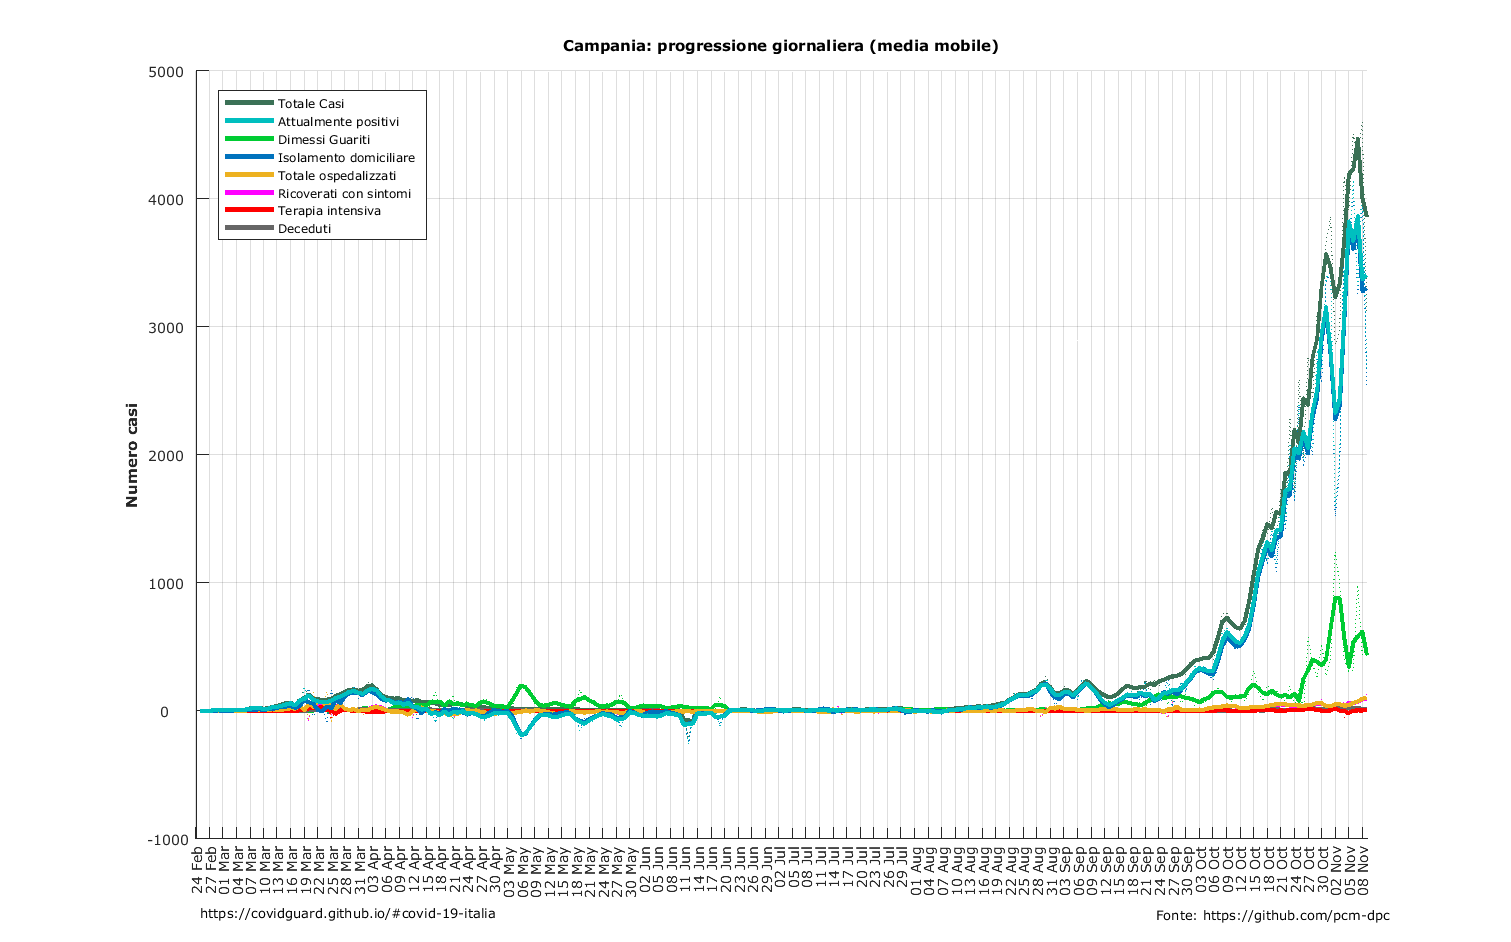 Campania: progressione giornaliera (media mobile)
5000
4000
3000
2000
1000
0
-1000
Numero casi
Totale Casi
Attualmente positivi
Dimessi Guariti
Isolamento domiciliare
Totale ospedalizzati
Ricoverati con sintomi
Terapia intensiva
Deceduti
24 Feb
27 Feb
01 Mar
04 Mar
07 Mar
10 Mar
13 Mar
16 Mar
19 Mar
22 Mar
25 Mar
28 Mar
31 Mar
03 Apr
06 Apr
09 Apr
12 Apr
15 Apr
18 Apr
21 Apr
24 Apr
27 Apr
30 Apr
03 May
06 May
09 May
12 May
15 May
18 May
21 May
24 May
27 May
30 May
02 Jun
05 Jun
08 Jun
11 Jun
14 Jun
17 Jun
20 Jun
23 Jun
26 Jun
29 Jun
02 Jul
05 Jul
08 Jul
11 Jul
14 Jul
17 Jul
20 Jul
23 Jul
26 Jul
29 Jul
01 Aug
04 Aug
07 Aug
10 Aug
13 Aug
16 Aug
19 Aug
22 Aug
25 Aug
28 Aug
31 Aug
03 Sep
06 Sep
09 Sep
12 Sep
15 Sep
18 Sep
21 Sep
24 Sep
27 Sep
30 Sep
03 Oct
06 Oct
09 Oct
12 Oct
15 Oct
18 Oct
21 Oct
24 Oct
27 Oct
30 Oct
02 Nov
05 Nov
08 Nov
https://covidguard.github.io/#covid-19-italia
Fonte: https://github.com/pcm-dpc